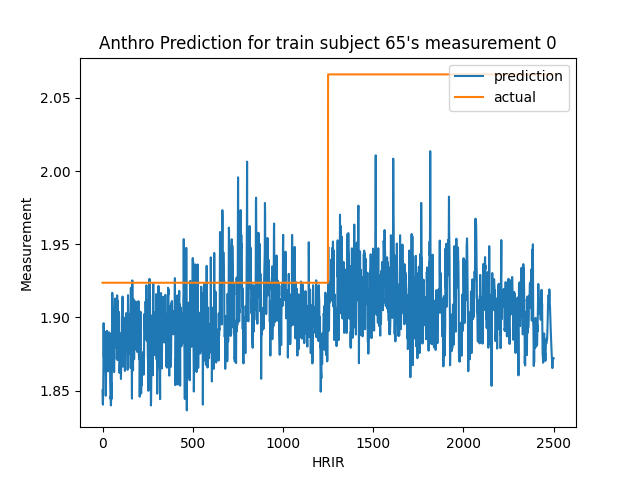 Anthro Prediction for train subject 65's measurement 0
prediction
actual
2.05
2.00
1.95
1.90
1.85
Measurement
0
500
1000
1500
2000
2500
HRIR